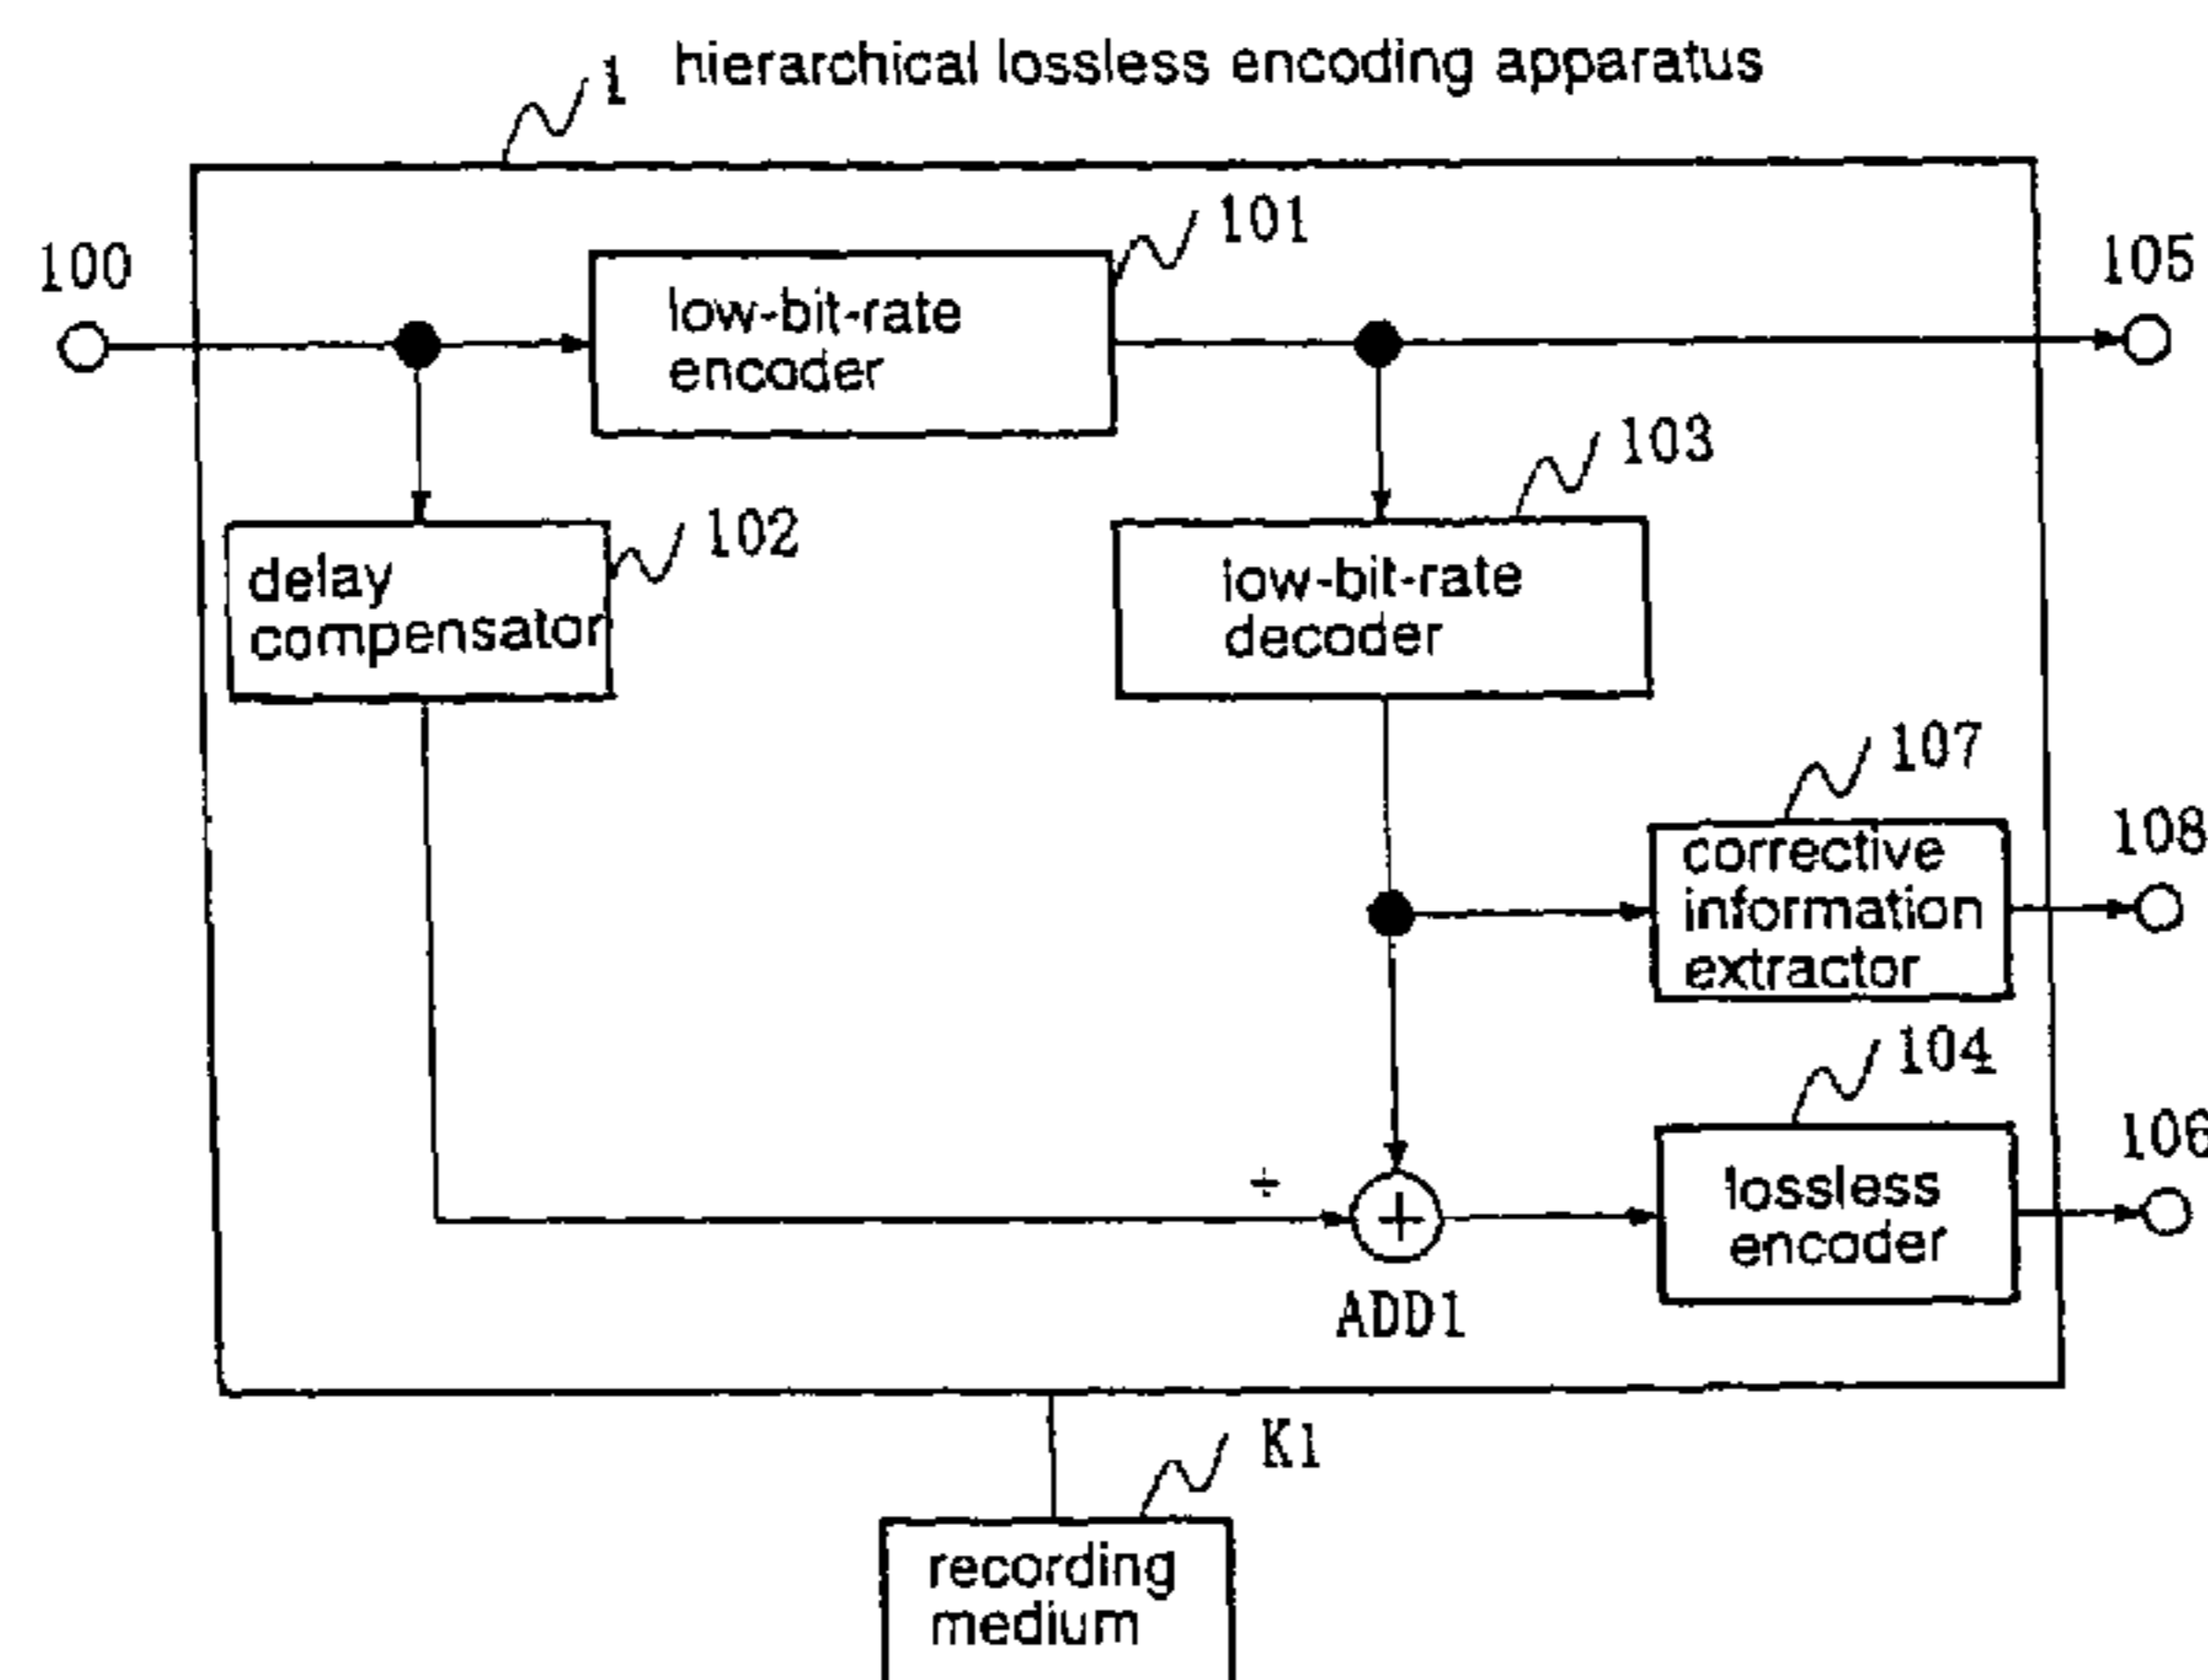 1 hierarchical lossless encoding apparatus
101
100
105
low-bit-rate
encoder
103
102
delay
compensator
low-bit-rate
decoder
107
108
corrective
information
extractor
104
106
÷
+
lossless
encoder
ADD1
K1
recording
medium